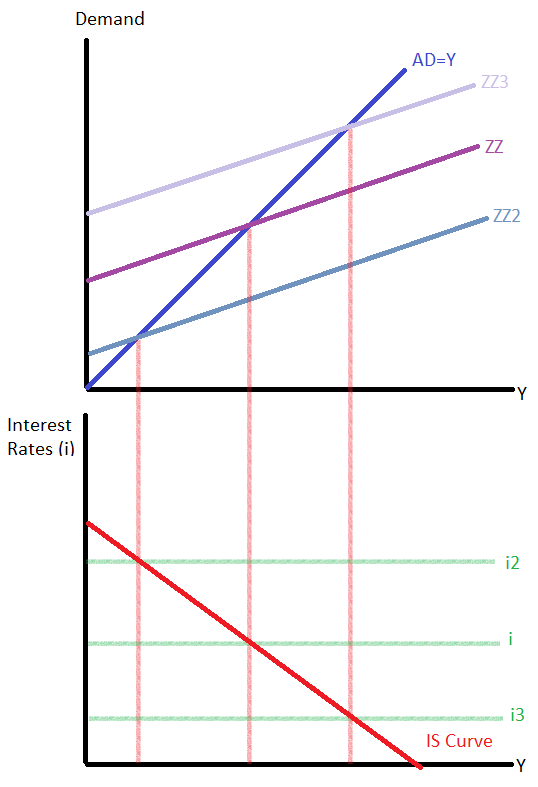 Demand
AD=Y
ZZ3
ZZ
ZZ2
Y
Interest
Rates (i)
i2
i
i3
IS Curve
Y